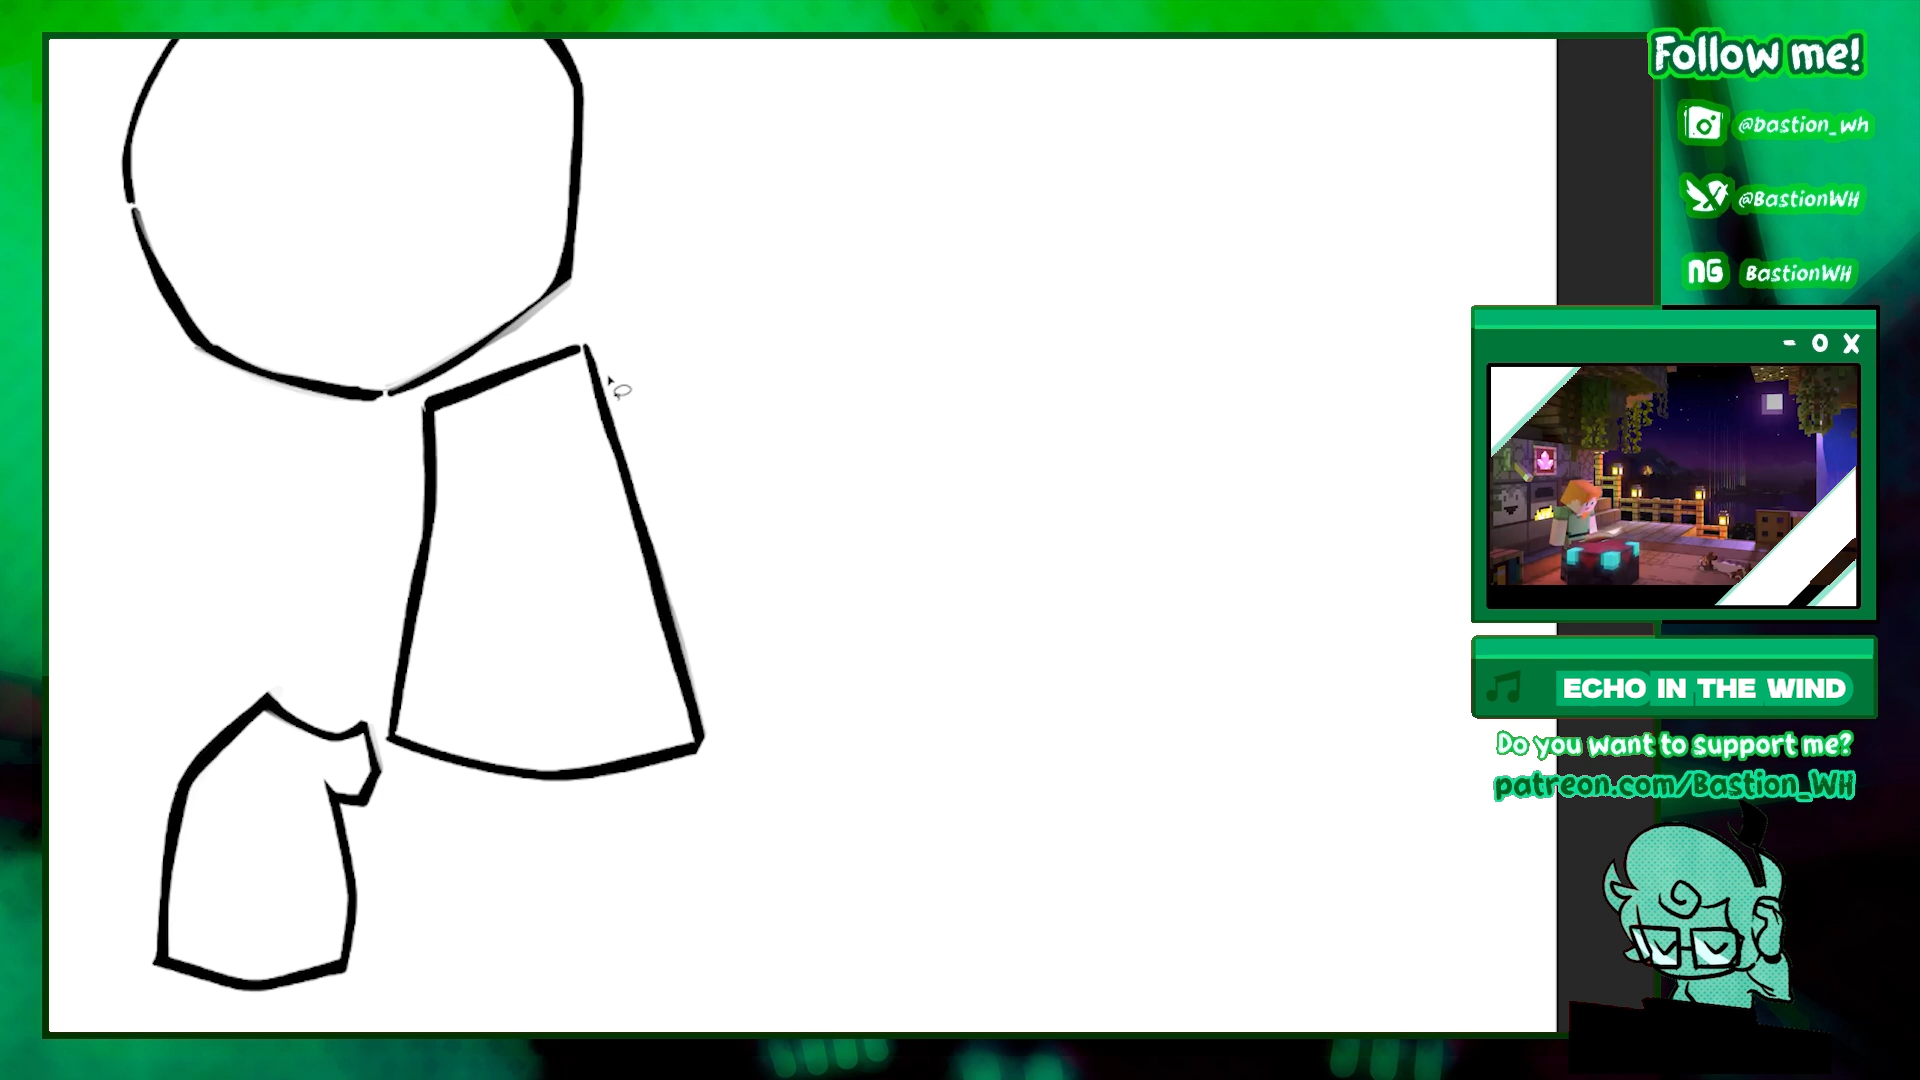 Follow me!
@bastion_wh
@BastionWH
NG BastionWH
- O X
ECHO IN THE WIND
Do you want to support me?
patreon.com/Bastion_WH